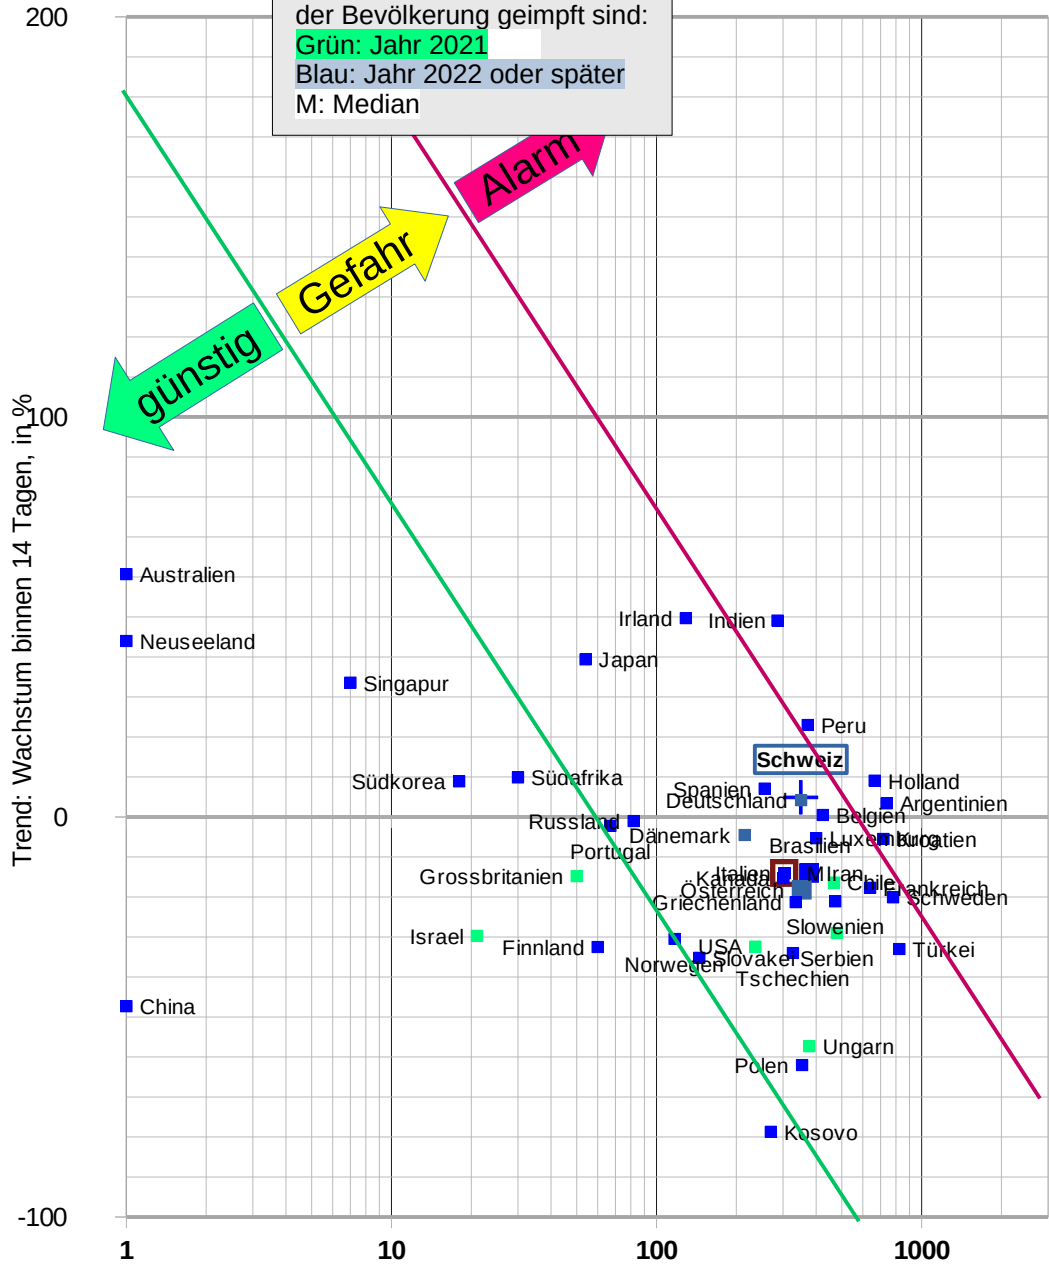 200
der Bevölkerung geimpft sind:
Grün: Jahr 2021
Blau: Jahr 2022 oder später
M: Median
Alarm
Gefahr
günstig
100
Trend: Wachstum binnen 14 Tagen, in %
Australien
Irland
Indien
Neuseeland
Japan
Singapur
Peru
Schweiz
Südkorea
Südafrika
Spanien
Holland
Deutschland
Argentinien
0
Russland
Belgien
Dänemark
Luxemburg
Kroatien
Portugal
Brasilien
Grossbritanien
Italien
M
Iran
Kanada
Chile
Frankreich
Österreich
Schweden
Griechenland
Slowenien
Israel
Finnland
USA
Türkei
Norwegen
Slovakei
Serbien
Tschechien
China
Ungarn
Polen
Kosovo
-100
1
10
100
1000